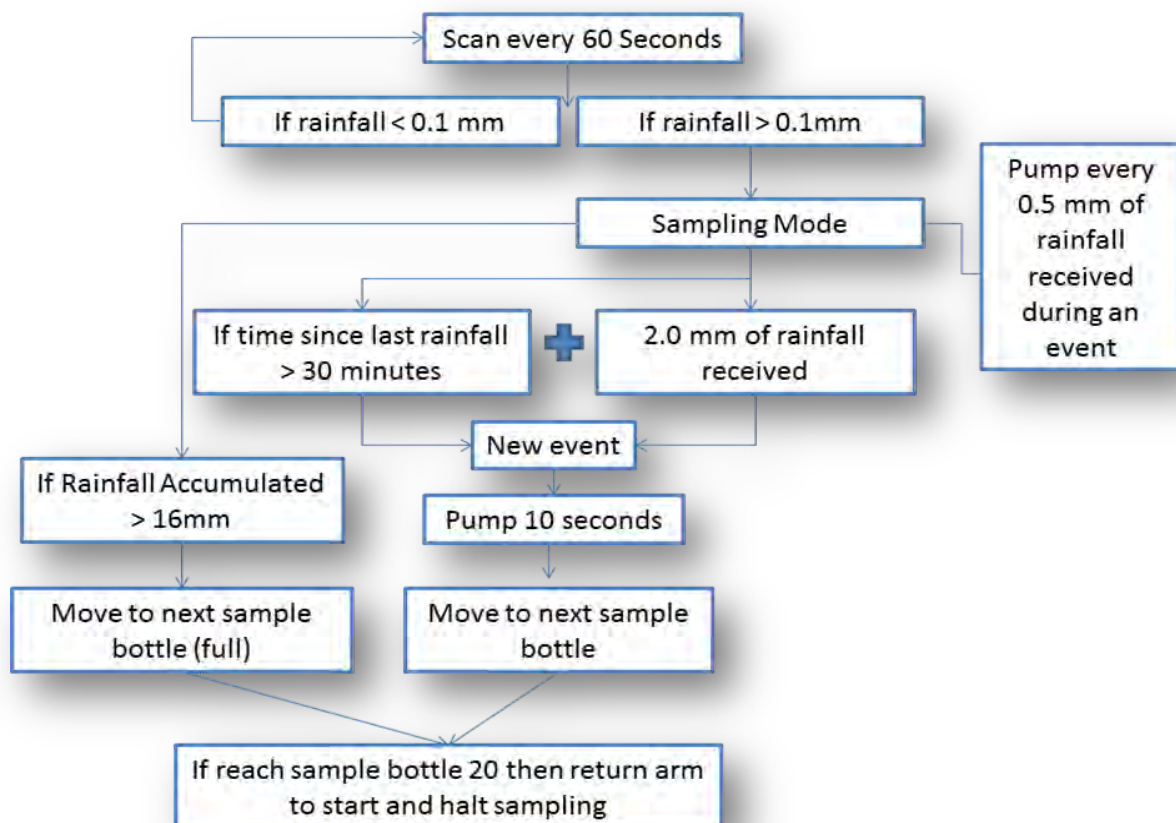 Scan every 60 Seconds
If rainfall < 0.1 mm
If rainfall > 0.1mm
Pump every
0.5 mm of
rainfall
received
during an
event
Sampling Mode
If time since last rainfall
> 30 minutes
2.0 mm of rainfall
received
New event
If Rainfall Accumulated
> 16mm
Pump 10 seconds
Move to next sample
bottle (full)
Move to next sample
bottle
If reach sample bottle 20 then return arm
to start and halt sampling